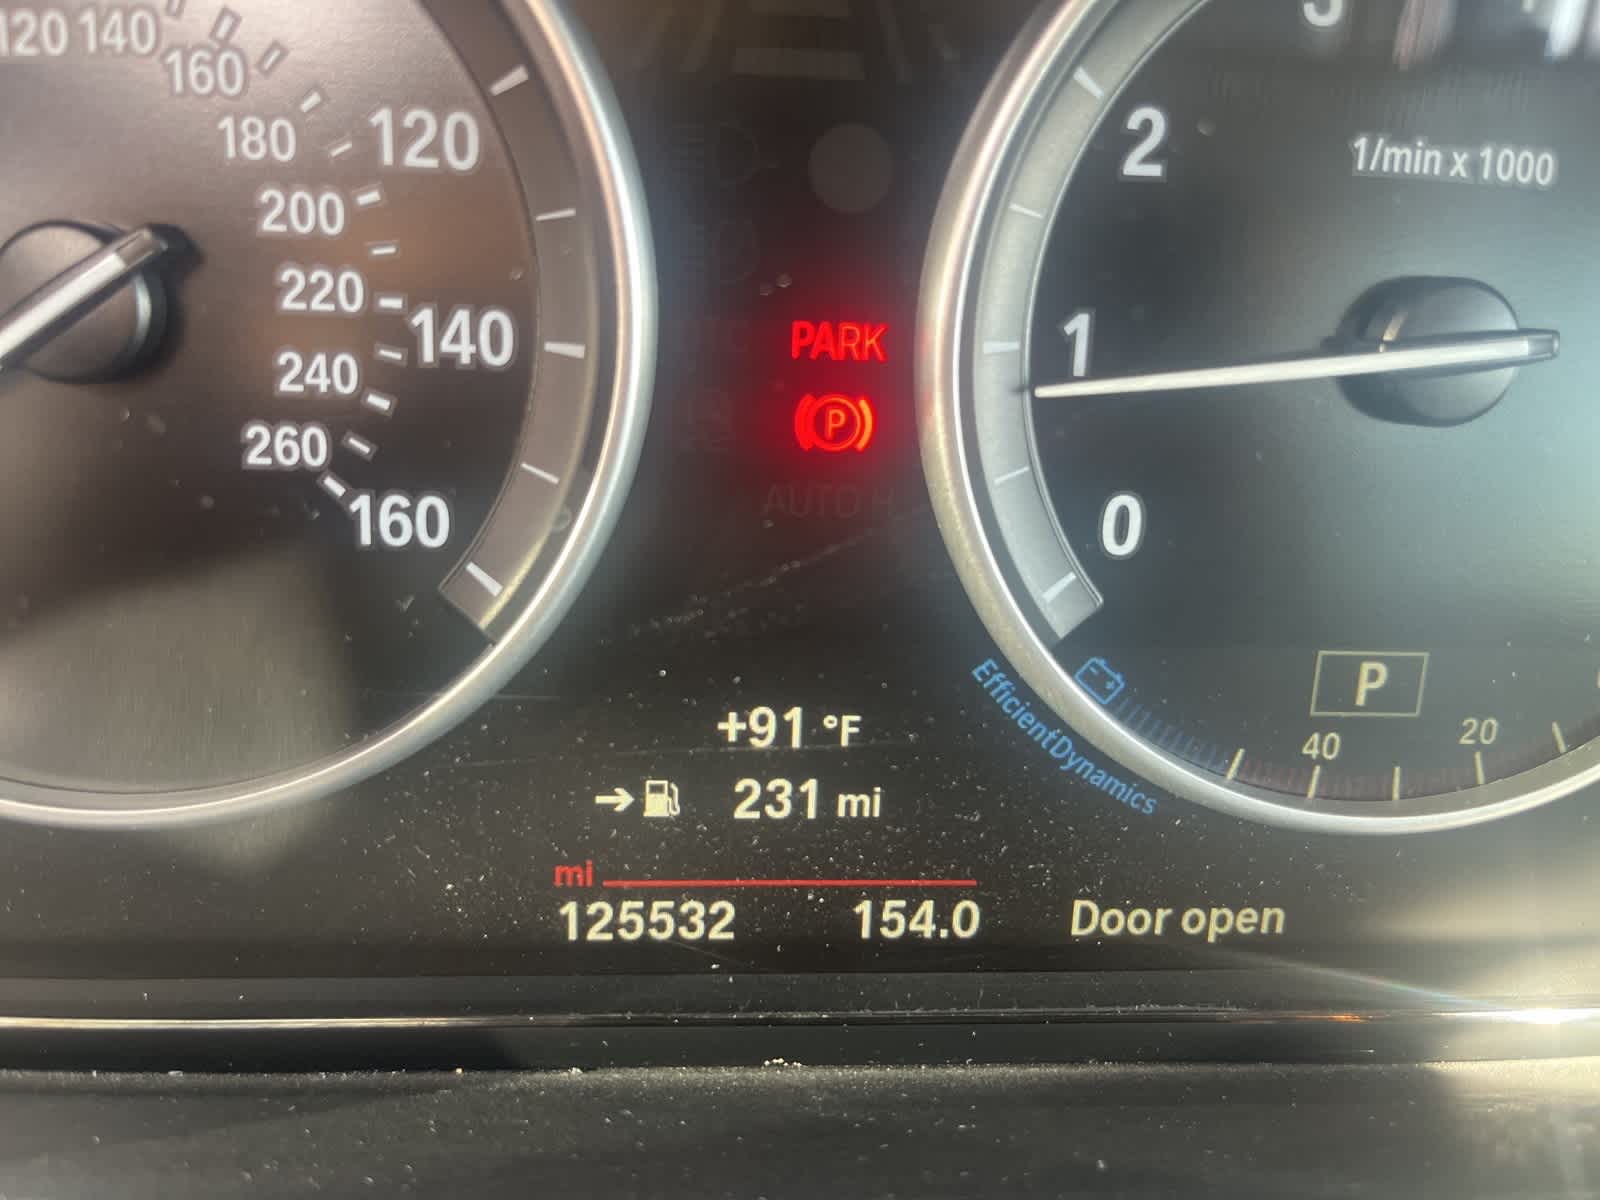 120 140
160
180
200
220
240
260
120
140
160
PARK
P
AUTO H
2
1/min x 1000
1
0
P
40
20
EfficientDynamics
+91 °F
→ 231 mi
mi
125532 154.0 Door open